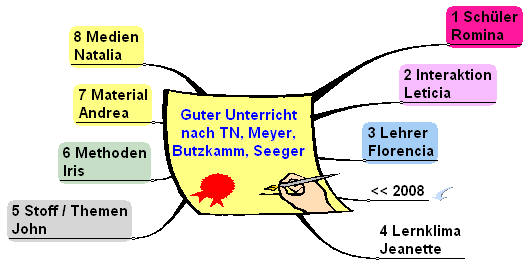 Guter Unterricht
nach TN, Meyer,
Butzkamm, Seeger
1 Schüler
Romina
2 Interaktion
Leticia
3 Lehrer
Florencia
<< 2008
4 Lernklima
Jeanette
5 Stoff / Themen
John
6 Methoden
Iris
7 Material
Andrea
8 Medien
Natalia